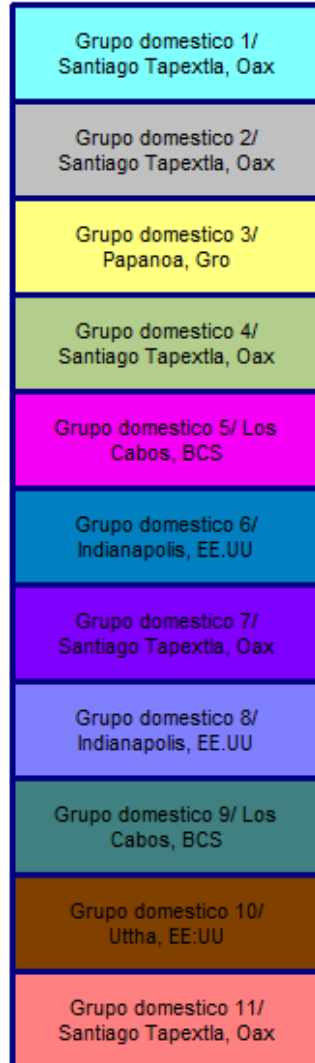 Grupo domestico 1/
Santiago Tapextla, Oax
Grupo domestico 2/
Santiago Tapextla, Oax
Grupo domestico 3/
Papanoa, Gro
Grupo domestico 4/
Santiago Tapextla, Oax
Grupo domestico 5/ Los
Cabos, BCS
Grupo domestico 6/
Indianapolis, EE.UU
Grupo domestico 7/
Santiago Tapextla, Oax
Grupo domestico 8/
Indianapolis, EE.UU
Grupo domestico 9/ Los
Cabos, BCS
Grupo domestico 10/
Uttha, EE:UU
Grupo domestico 11/
Santiago Tapextla, Oax